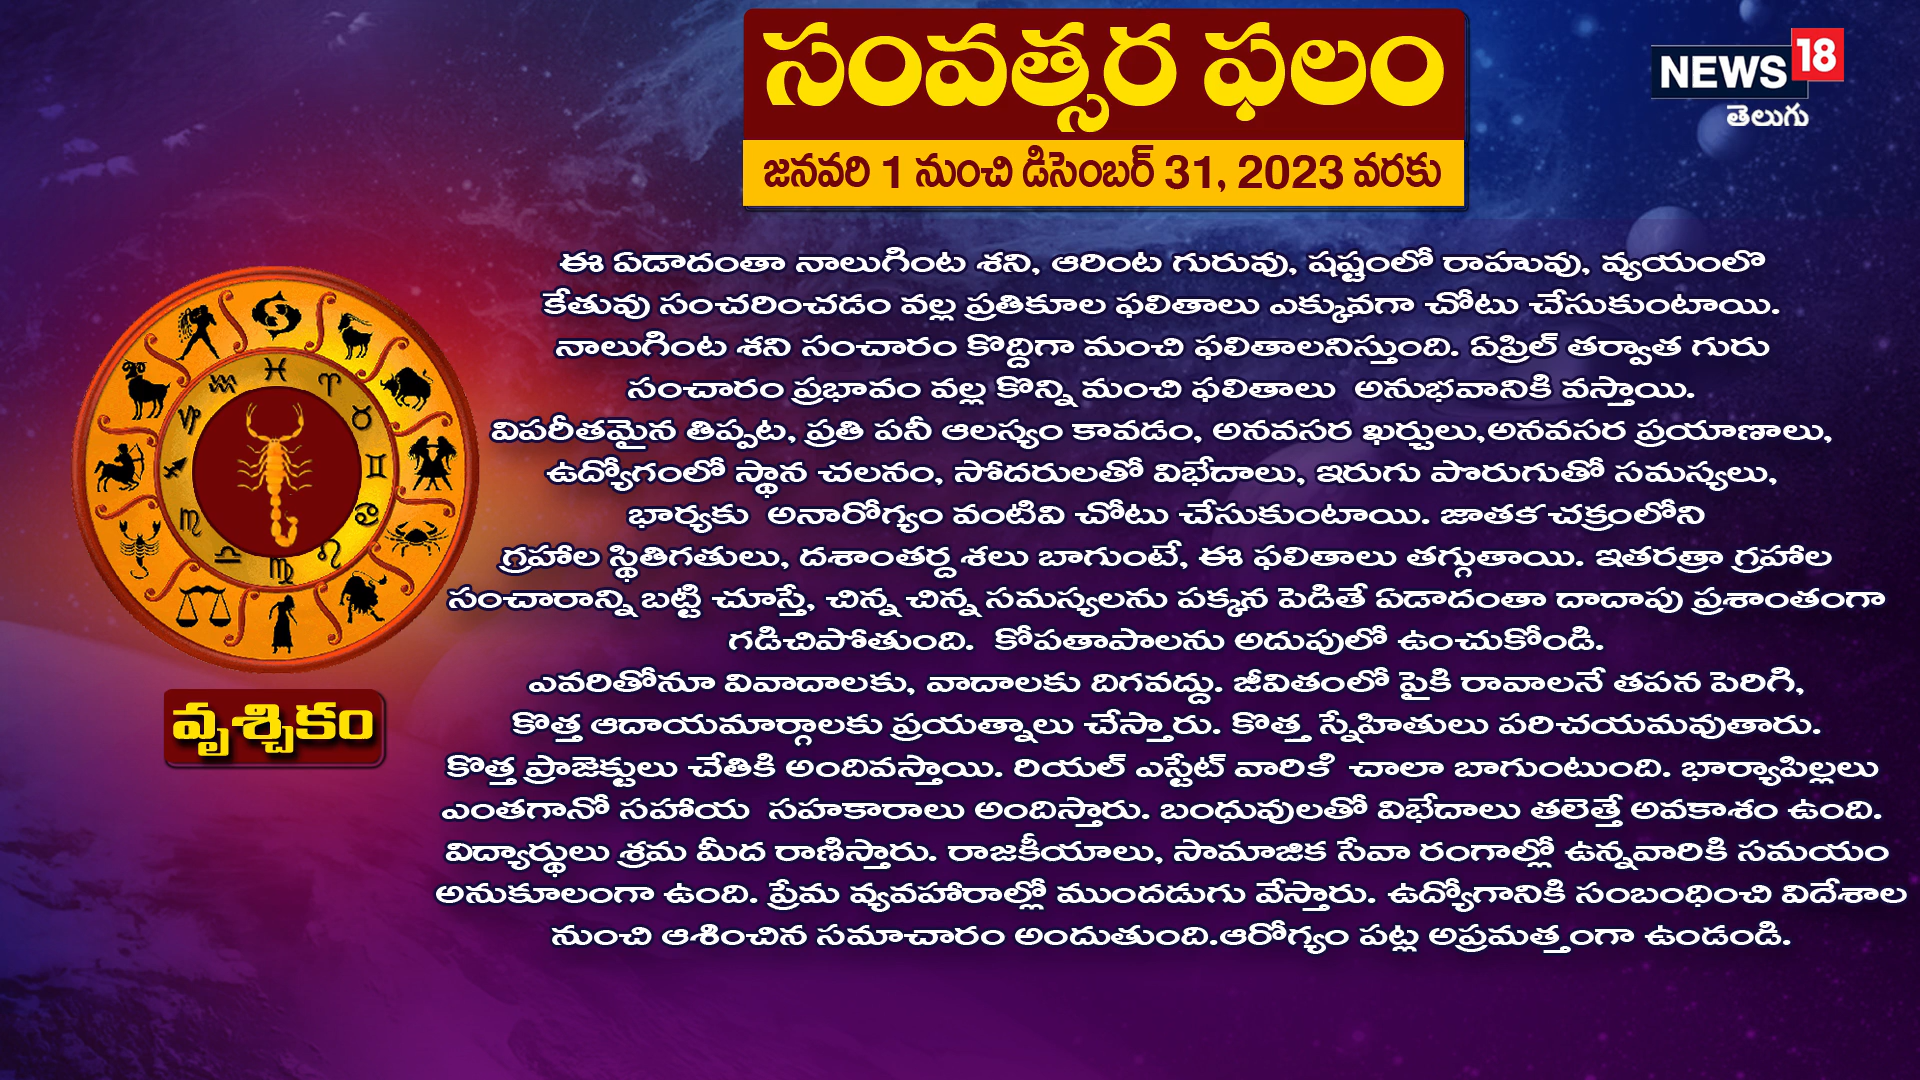 సంవత్సర ఫలం
NEWS 18
తెలుగు
జనవరి 1 నుంచి డిసెంబర్ 31, 2023 వరకు
ఈ ఏడాదంతా నాలుగింట శని, ఆరింట గురువు, షష్టంలో రాహువు, వ్యయంలొ
కేతువు సంచరించడం వల్ల ప్రతికూల ఫలితాలు ఎక్కువగా చోటు చేసుకుంటాయి.
నాలుగింట శని సంచారం కొద్దిగా మంచి ఫలితాలనిస్తుంది. ఏప్రిల్ తర్వాత గురు
సంచారం ప్రభావం వల్ల కొన్ని మంచి ఫలితాలు అనుభవానికి వస్తాయి.
విపరీతమైన తిప్పట, ప్రతి పనీ ఆలస్యం కావడం, అనవసర ఖర్చులు,అనవసర ప్రయాణాలు,
ఉద్యోగంలో స్థాన చలనం, సోదరులతో విభేదాలు, ఇరుగు పొరుగుతో సమస్యలు,
భార్యకు అనారోగ్యం వంటివి చోటు చేసుకుంటాయి. జాతక చక్రంలోని
గ్రహాల స్థితిగతులు, దశాంతర్దశలు బాగుంటే, ఈ ఫలితాలు తగ్గుతాయి. ఇతరత్రా గ్రహాల
సంచారాన్ని బట్టి చూస్తే, చిన్న చిన్న సమస్యలను పక్కన పెడితే ఏడాదంతా దాదాపు ప్రశాంతంగా
గడిచిపోతుంది. కోపతాపాలను అదుపులో ఉంచుకోండి.
ఎవరితోనూ వివాదాలకు, వాదాలకు దిగవద్దు. జీవితంలో పైకి రావాలనే తపన పెరిగి,
కొత్త ఆదాయమార్గాలకు ప్రయత్నాలు చేస్తారు. కొత్త స్నేహితులు పరిచయమవుతారు.
కొత్త ప్రాజెక్టులు చేతికి అందివస్తాయి. రియల్ ఎస్టేట్ వారికి చాలా బాగుంటుంది. భార్యాపిల్లలు
ఎంతగానో సహాయ సహకారాలు అందిస్తారు. బంధువులతో విభేదాలు తలెత్తే అవకాశం ఉంది.
విద్యార్థులు శ్రమ మీద రాణిస్తారు. రాజకీయాలు, సామాజిక సేవా రంగాల్లో ఉన్నవారికి సమయం
అనుకూలంగా ఉంది. ప్రేమ వ్యవహారాల్లో ముందడుగు వేస్తారు. ఉద్యోగానికి సంబంధించి విదేశాల
నుంచి ఆశించిన సమాచారం అందుతుంది.ఆరోగ్యం పట్ల అప్రమత్తంగా ఉండండి.
వృశ్చికం